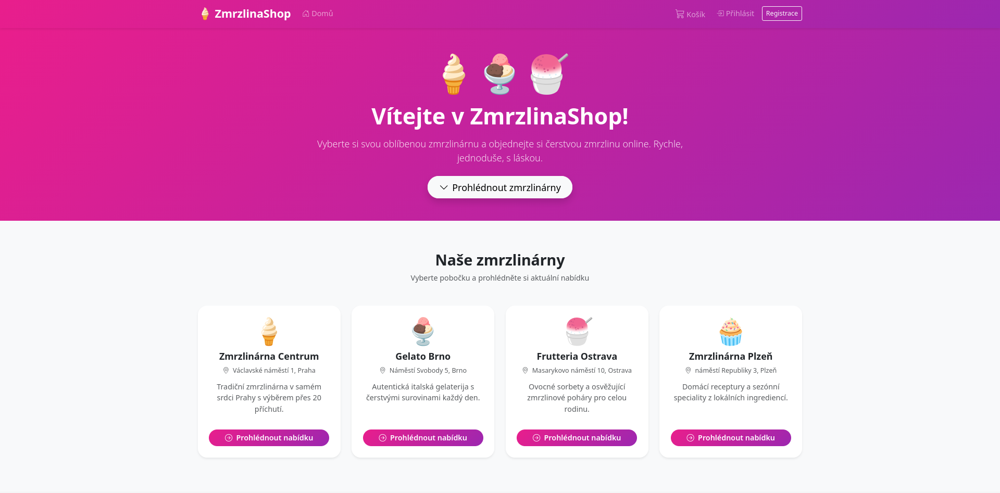 ZmrzlinaShop
Domů
Košík
Přihlásit
Registrace
Vítejte v ZmrzlinaShop!
Vyberte si svou oblíbenou zmrzlinárnu a objednejte si čerstvou zmrzlinu online. Rychle,
jednoduše, s láskou.
Prohlédnout zmrzlinárny
Naše zmrzlinárny
Vyberte pobočku a prohlédněte si aktuální nabídku
Zmrzlinárna Centrum
Václavské náměstí 1, Praha
Tradiční zmrzlinárna v samém
srdci Prahy s výběrem přes 20
příchutí.
Prohlédnout nabídku
Gelato Brno
Náměstí Svobody 5, Brno
Autentická italská gelaterija s
čerstvými surovinami každý den.
Prohlédnout nabídku
Frutteria Ostrava
Masarykovo náměstí 10, Ostrava
Ovocné sorbety a osvěžující
zmrzlinové poháry pro celou
rodinu.
Prohlédnout nabídku
Zmrzlinárna Plzeň
náměstí Republiky 3, Plzeň
Domácí receptury a sezónní
speciality z lokálních ingrediencí.
Prohlédnout nabídku